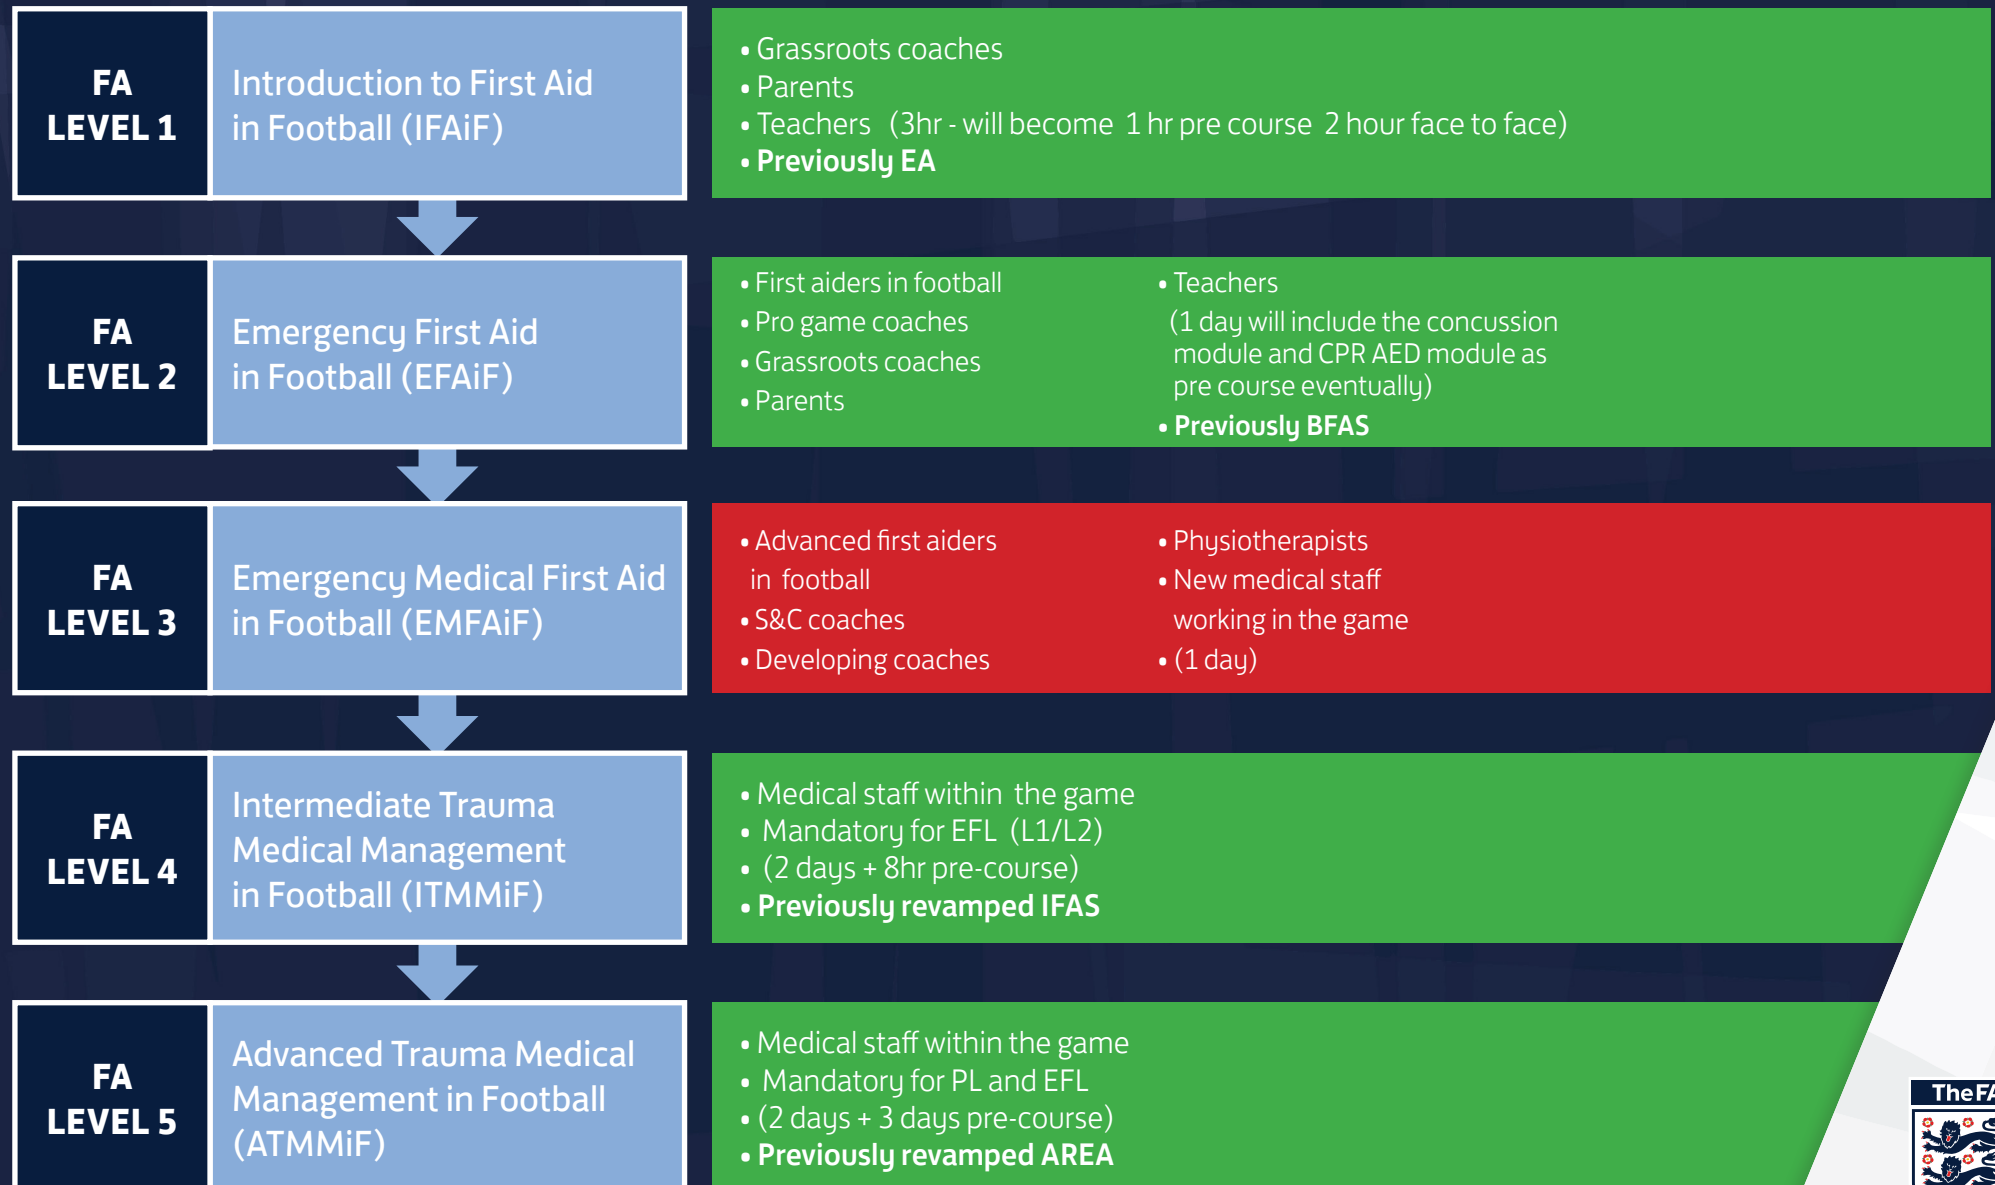 FA
LEVEL 1
Introduction to First Aid
in Football (IFAiF)
• Grassroots coaches
• Parents
• Teachers (3hr - will become 1 hr pre course 2 hour face to face)
• Previously EA
FA
LEVEL 2
Emergency First Aid
in Football (EFAiF)
• First aiders in football
• Pro game coaches
• Grassroots coaches
• Parents
• Teachers
(1 day will include the concussion
module and CPR AED module as
pre course eventually)
• Previously BFAS
FA
LEVEL 3
Emergency Medical First Aid
in Football (EMFAiF)
• Advanced first aiders
in football
• S&C coaches
• Developing coaches
• Physiotherapists
• New medical staff
working in the game
• (1 day)
FA
LEVEL 4
Intermediate Trauma
Medical Management
in Football (ITMMiF)
• Medical staff within the game
• Mandatory for EFL (L1/L2)
• (2 days + 8hr pre-course)
• Previously revamped IFAS
FA
LEVEL 5
Advanced Trauma Medical
Management in Football
(ATMMiF)
• Medical staff within the game
• Mandatory for PL and EFL
• (2 days + 3 days pre-course)
• Previously revamped AREA
The FA